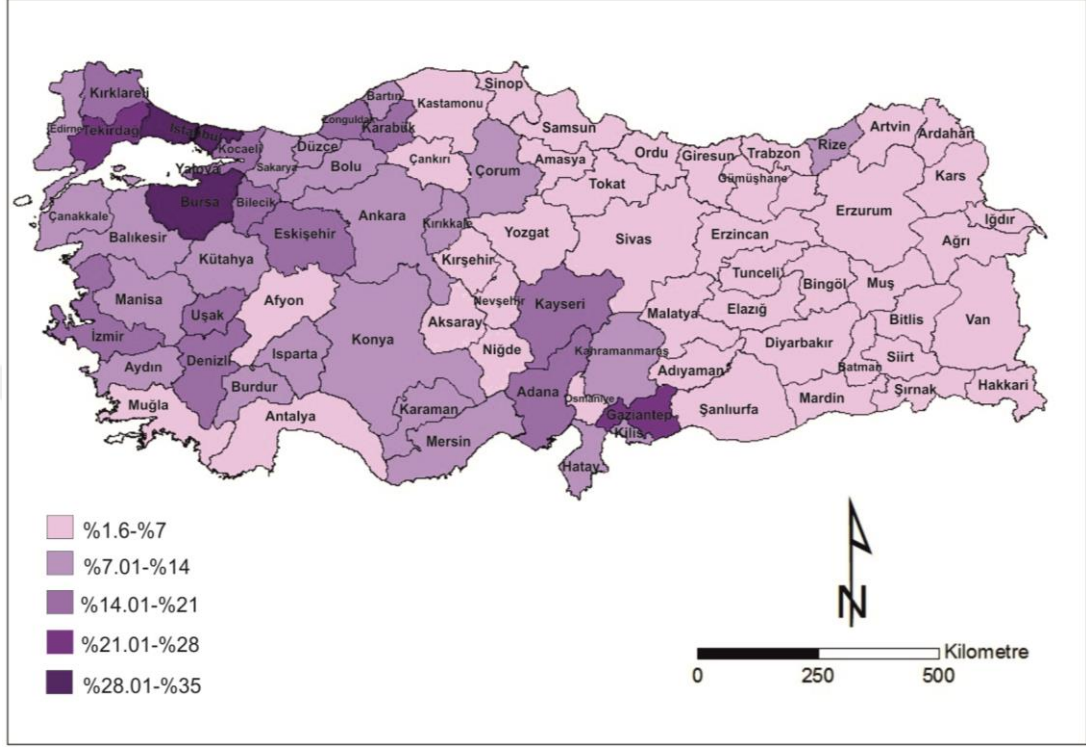 Sinop
Kırklareli
Bartın
Kastamonu
Edirne
Tekirdağ
İstanbul
Zonguldak
Karabük
Samsun
Artvin
Ardahan
Kocaeli
Düzce
Rize
Yalova
Sakarya
Bolu
Çankırı
Amasya
Ordu
Giresun
Trabzon
Çorum
Gümüşhane
Kars
Tokat
Bursa
Bilecik
Çanakkale
Ankara
Kırıkkale
Erzurum
Iğdır
Balıkesir
Eskişehir
Yozgat
Sivas
Erzincan
Ağrı
Kütahya
Kırşehir
Tunceli
Bingöl
Muş
Manisa
Afyon
Nevşehir
Kayseri
Uşak
Malatya
Elazığ
Bitlis
Van
İzmir
Aksaray
Konya
Diyarbakır
Isparta
Niğde
Kahramanmaraş
Siirt
Aydın
Denizli
Adıyaman
Batman
Burdur
Adana
Osmaniye
Şırnak
Hakkari
Muğla
Antalya
Karaman
Gaziantep
Şanlıurfa
Mardin
Mersin
Kilis
Hatay
%1.6-%7
%7.01-%14
%14.01-%21
%21.01-%28
%28.01-%35
N
Kilometre
0 250 500